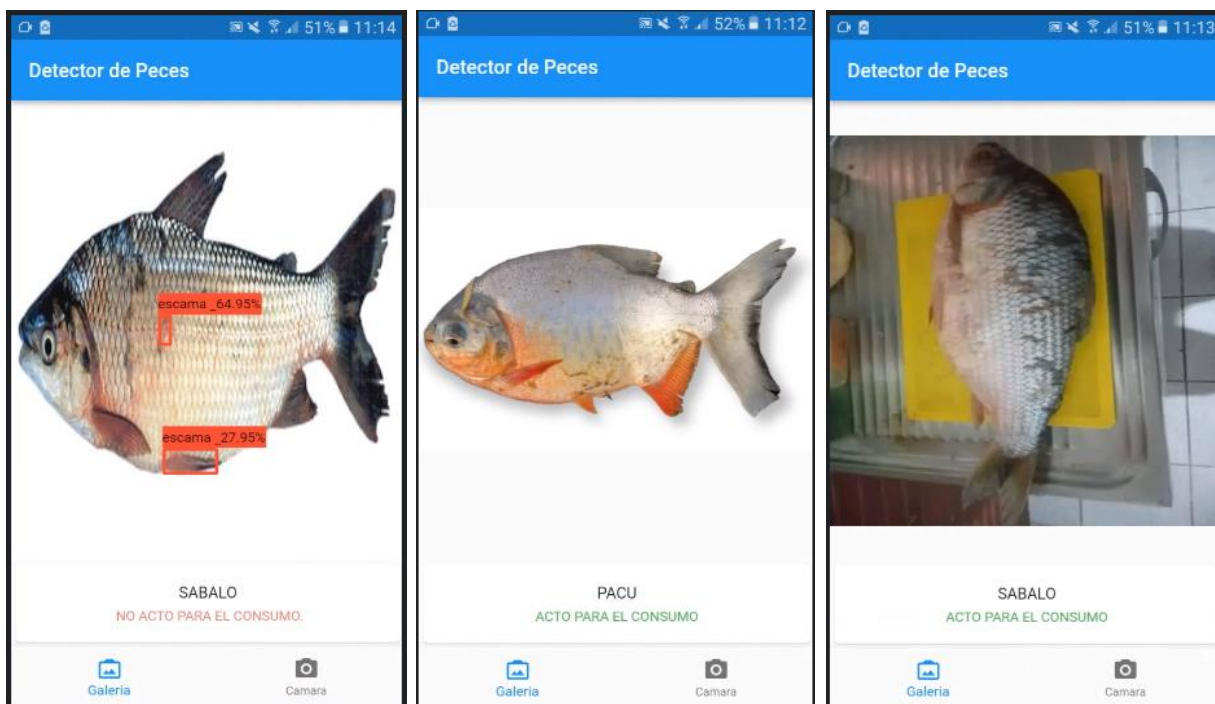 51% 11:14
Detector de Peces
escama _64.95%
escama _27.95%
SABALO
NO ACTO PARA EL CONSUMO.
Galeria
Camara
52% 11:12
Detector de Peces
PACU
ACTO PARA EL CONSUMO
Galeria
Camara
51% 11:13
Detector de Peces
SABALO
ACTO PARA EL CONSUMO
Galeria
Camara